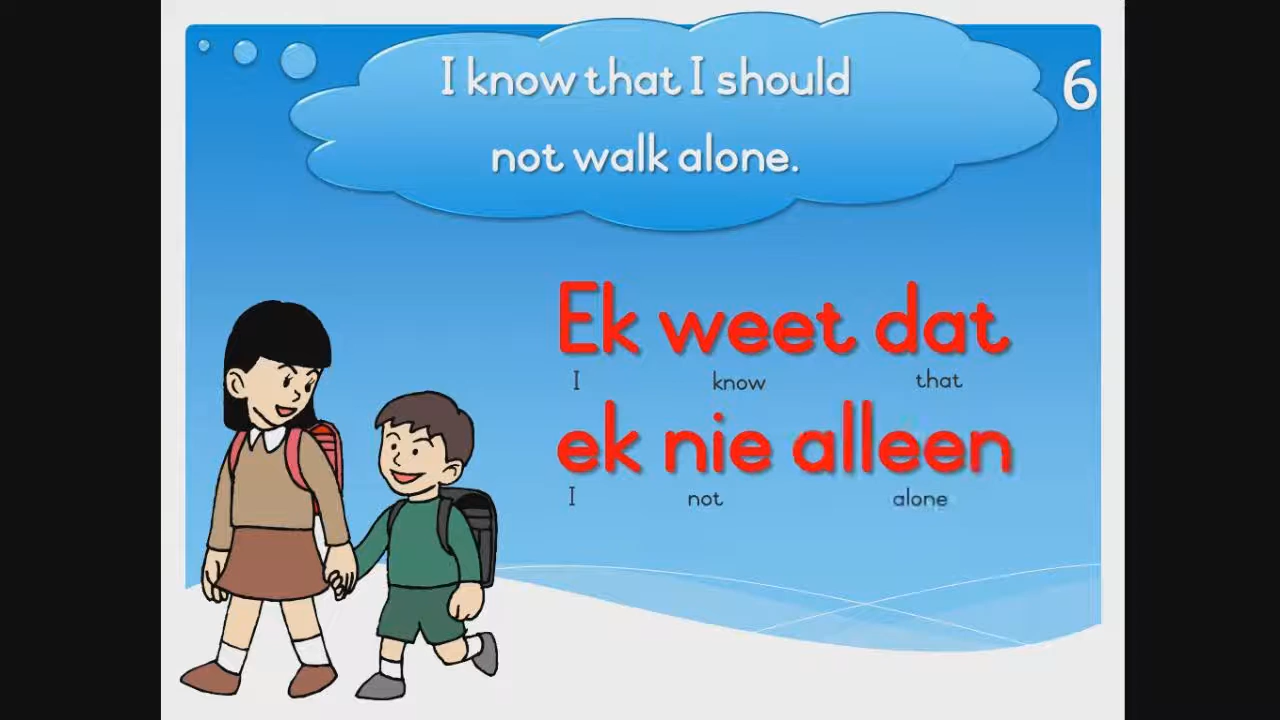 I know that I should
not walk alone.
6
Ek weet dat
I know that
ek nie alleen
I not alone